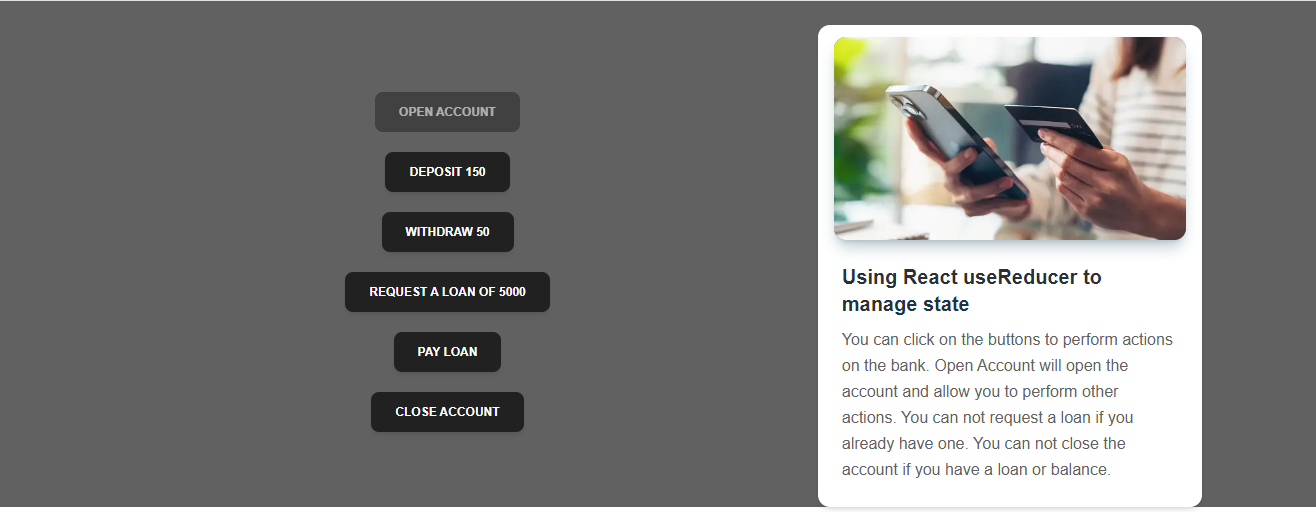 OPEN ACCOUNT
DEPOSIT 150
WITHDRAW 50
REQUEST A LOAN OF 5000
PAY LOAN
CLOSE ACCOUNT
Using React useReducer to
manage state
You can click on the buttons to perform actions
on the bank. Open Account will open the
account and allow you to perform other
actions. You can not request a loan if you
already have one. You can not close the
account if you have a loan or balance.